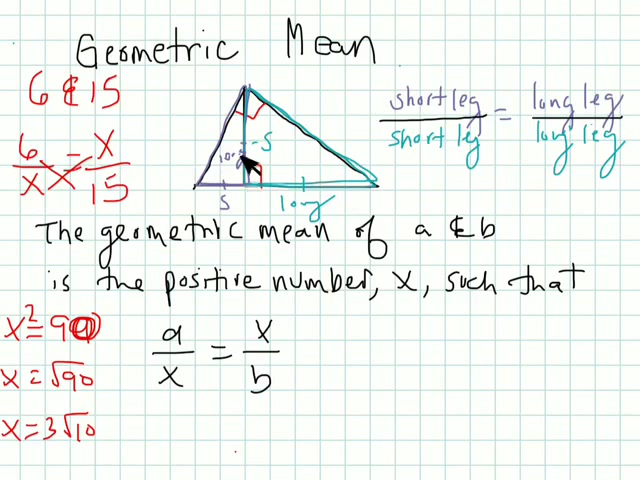 Geometric Mean
6 & 15
6/x = x/15
short leg/short leg = long leg/long leg
S
long
S
long
The geometric mean of a & b
is the positive number, x, such that
a/x = x/b
x² = 90
x = √90
x = 3√10